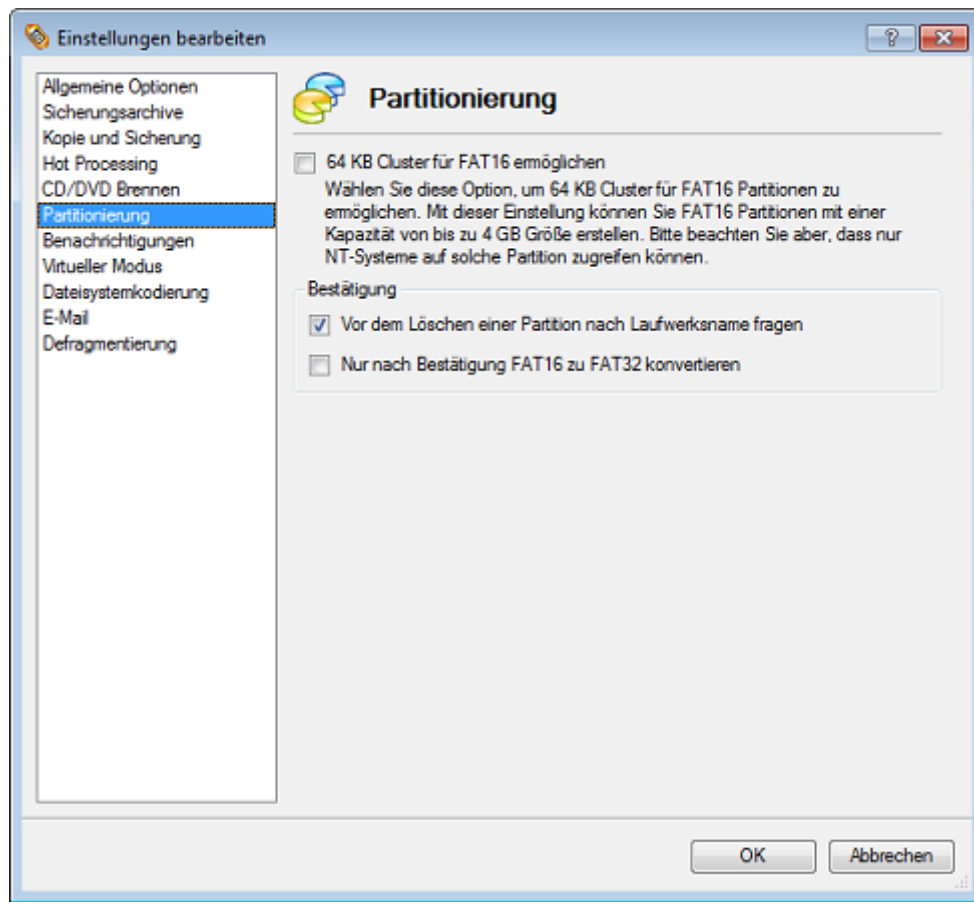 Einstellungen bearbeiten
Allgemeine Optionen
Sicherungsarchive
Kopie und Sicherung
Hot Processing
CD/DVD Brennen
Partitionierung
Benachrichtigungen
Virtueller Modus
Dateisystemkodierung
E-Mail
Defragmentierung
Partitionierung
64 KB Cluster für FAT16 ermöglichen
Wählen Sie diese Option, um 64 KB Cluster für FAT16 Partitionen zu
ermöglichen. Mit dieser Einstellung können Sie FAT16 Partitionen mit einer
Kapazität von bis zu 4 GB Größe erstellen. Bitte beachten Sie aber, dass nur
NT-Systeme auf solche Partition zugreifen können.
Bestätigung
Vor dem Löschen einer Partition nach Laufwerksname fragen
Nur nach Bestätigung FAT16 zu FAT32 konvertieren
OK
Abbrechen